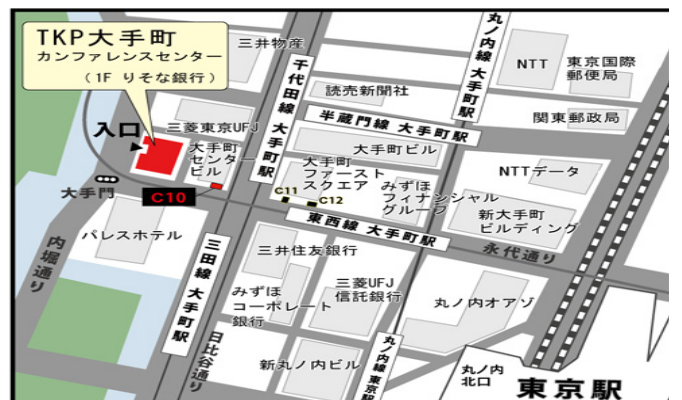 TKP大手町
カンファレンスセンター
（1F りそな銀行）
三井物産
千代田線 大手町駅
丸ノ内線 大手町駅
NTT
東京国際
郵便局
読売新聞社
関東郵政局
半蔵門線 大手町駅
入口
三菱東京UFJ
大手町
センター
ビル
大手町ビル
大手町
ファースト
スクエア
みずほ
フィナンシャル
グループ
NTTデータ
大手門
C10
C11
C12
新大手町
ビルディング
東西線 大手町駅
永代通り
パレスホテル
内堀通り
三田線 大手町駅
三井住友銀行
みずほ
コーポレート
銀行
三菱UFJ
信託銀行
丸ノ内オアゾ
日比谷通り
新丸ノ内ビル
丸ノ内線 東京駅
丸ノ内
北口
東京駅